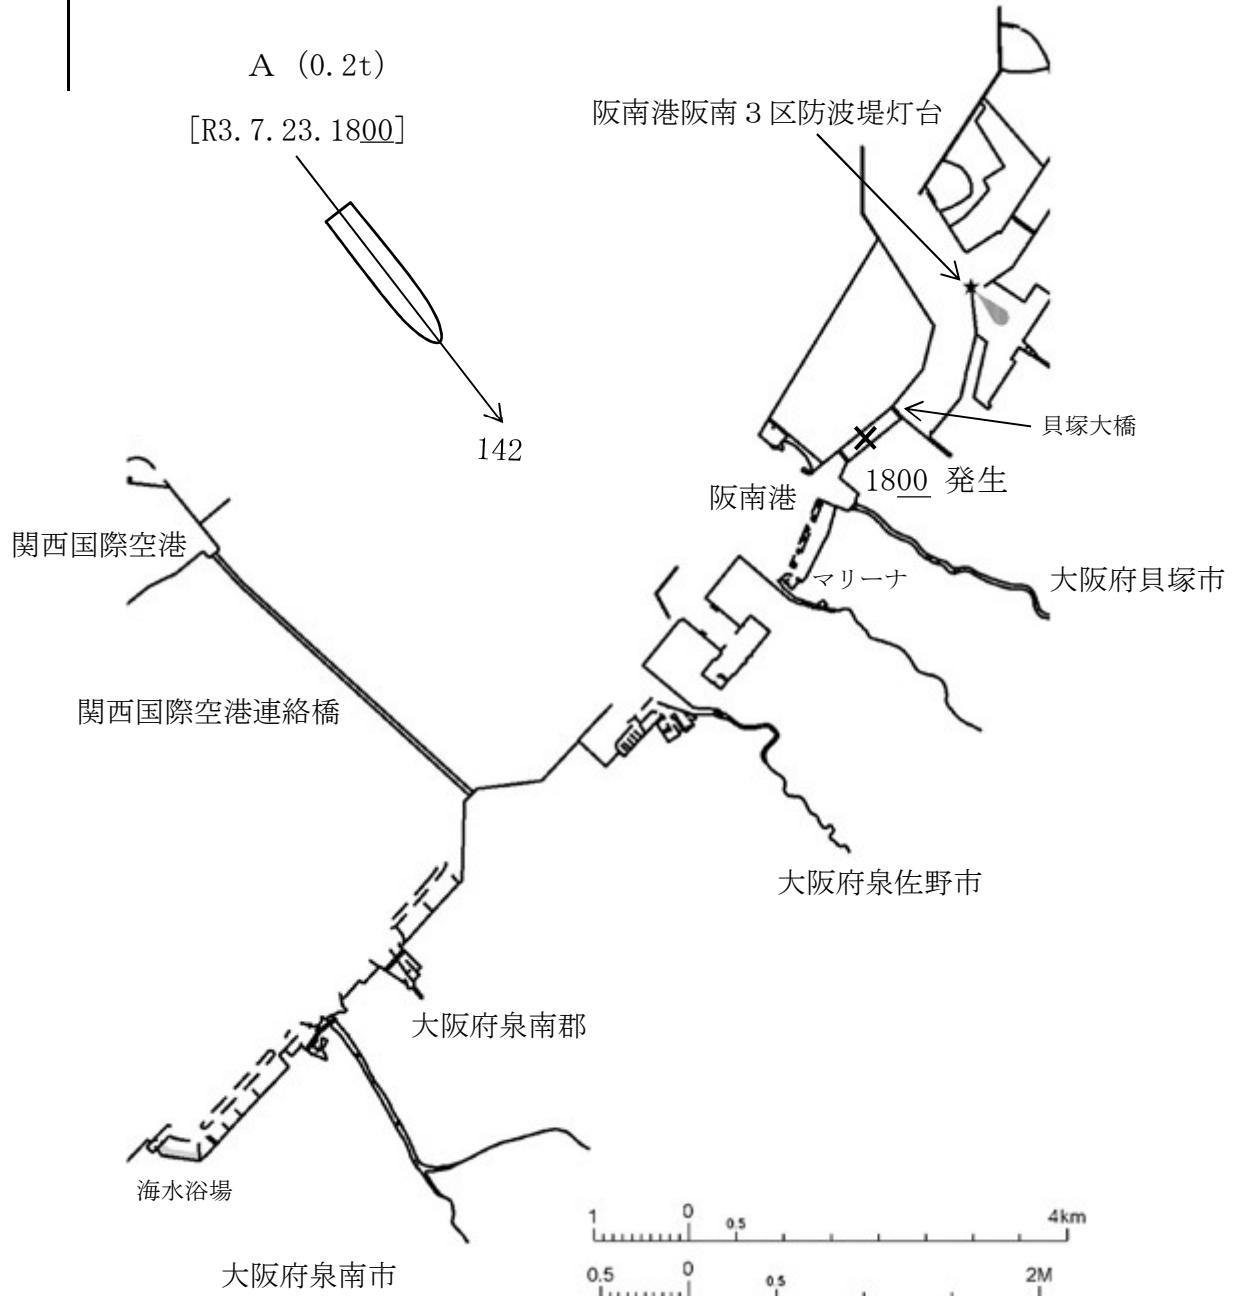 A (0.2t)
[R3.7.23.1800]
阪南港阪南３区防波堤灯台
142
貝塚大橋
1800 発生
阪南港
関西国際空港
マリーナ
大阪府貝塚市
関西国際空港連絡橋
大阪府泉佐野市
大阪府泉南郡
海水浴場
大阪府泉南市
1 0 0.5 4km
0.5 0 0.5 2M